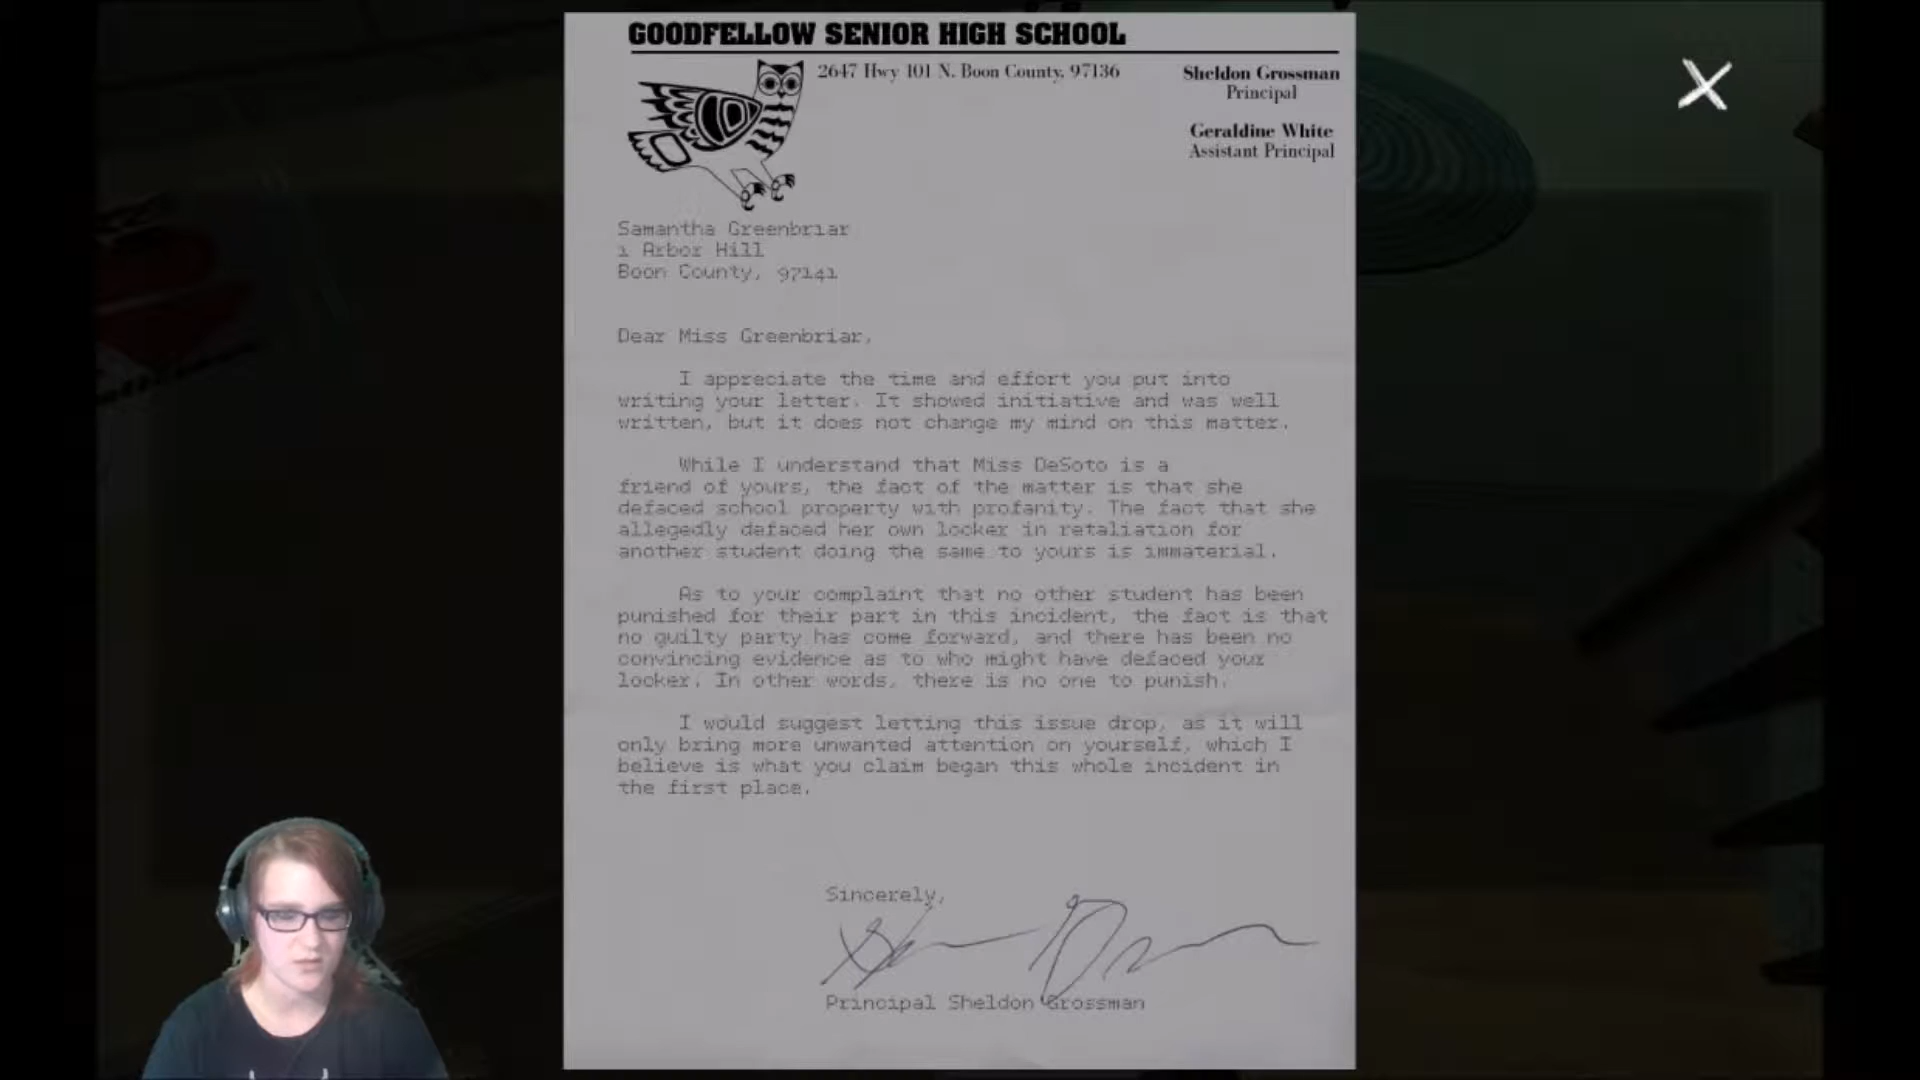 GOODFELLOW SENIOR HIGH SCHOOL
2647 Hwy 101 N. Boon County, 97136
Sheldon Grossman
Principal
Geraldine White
Assistant Principal
Samantha Greenbriar
1 Arbor Hill
Boon County, 97141
Dear Miss Greenbriar,
I appreciate the time and effort you put into
writing your letter. It showed initiative and was well
written, but it does not change my mind on this matter.
While I understand that Miss DeSoto is a
friend of yours, the fact of the matter is that she
defaced school property with profanity. The fact that she
allegedly defaced her own locker in retaliation for
another student doing the same to yours is immaterial.
As to your complaint that no other student has been
punished for their part in this incident, the fact is that
no guilty party has come forward, and there has been no
convincing evidence as to who might have defaced your
locker. In other words, there is no one to punish.
I would suggest letting this issue drop, as it will
only bring more unwanted attention on yourself, which I
believe is what you claim began this whole incident in
the first place.
Sincerely,
Principal Sheldon Grossman